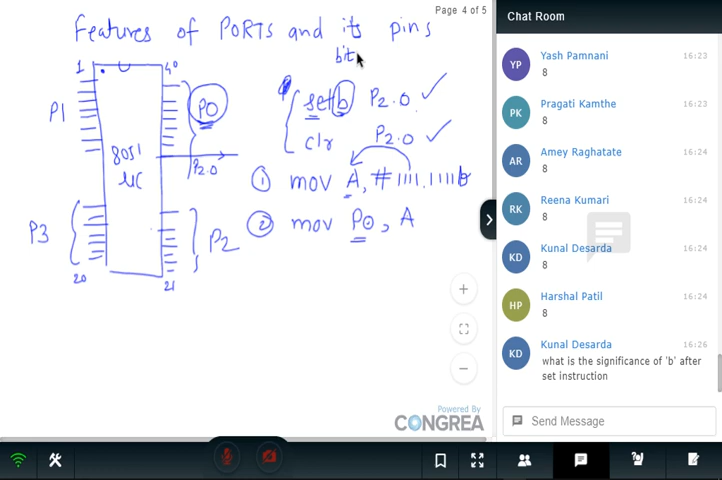 Page 4 of 5
Features of PORTs and its pins
bit
1
40
P1
P0
setb P2.0 ✓
clr P2.0 ✓
8051
μC
P2.0
① mov A, #1111.1111b
② mov P0, A
P3
P2
20
21
Powered By
CONGREA
Chat Room
YP Yash Pamnani 16:23
8
PK Pragati Kamthe 16:23
8
AR Amey Raghatate 16:24
8
RK Reena Kumari 16:24
8
KD Kunal Desarda 16:24
8
HP Harshal Patil 16:24
8
KD Kunal Desarda 16:26
what is the significance of 'b' after
set instruction
Send Message